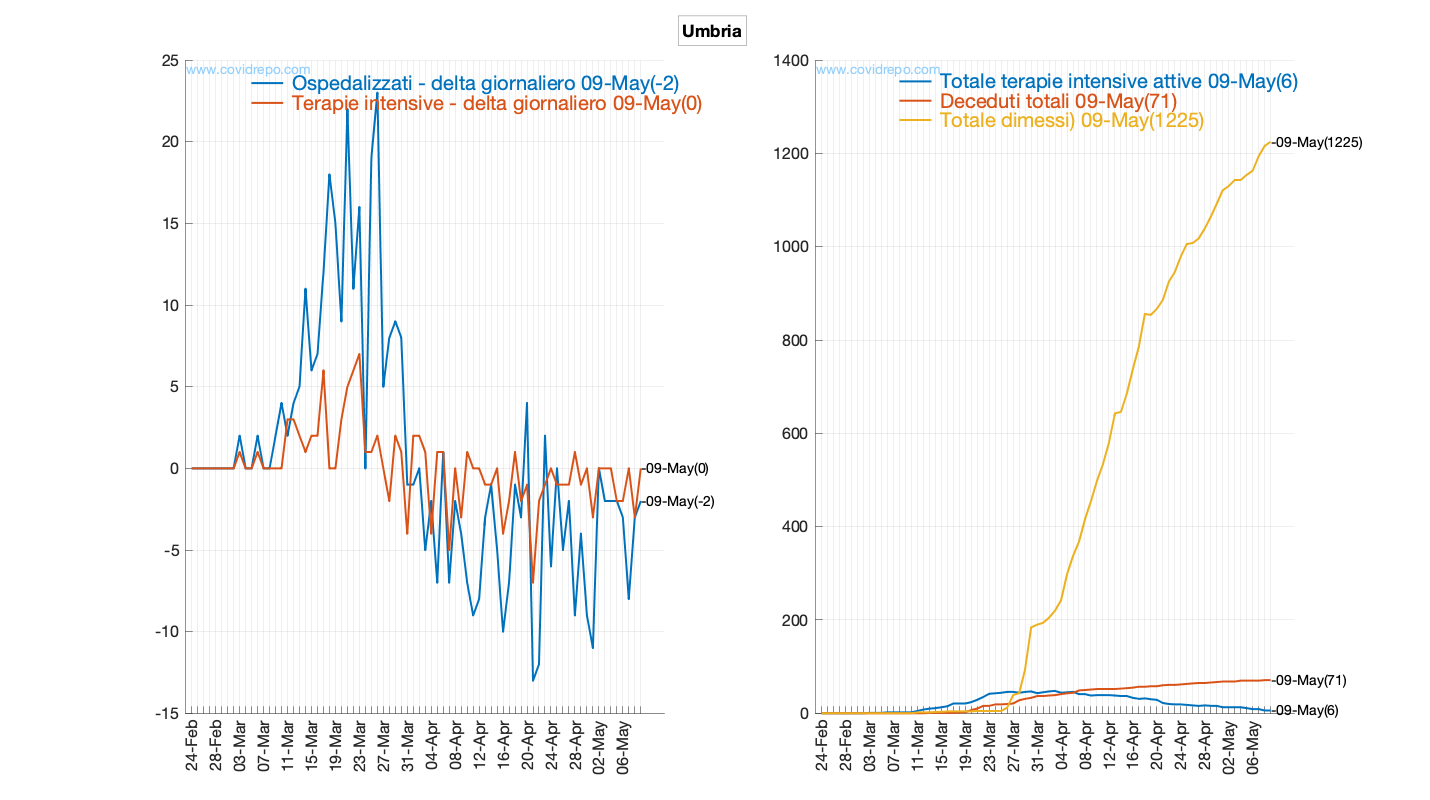 Umbria
www.covidrepo.com
Ospedalizzati - delta giornaliero 09-May(-2)
Terapie intensive - delta giornaliero 09-May(0)
25
20
15
10
5
0
-5
-10
-15
-09-May(0)
-09-May(-2)
24-Feb
28-Feb
03-Mar
07-Mar
11-Mar
15-Mar
19-Mar
23-Mar
27-Mar
31-Mar
04-Apr
08-Apr
12-Apr
16-Apr
20-Apr
24-Apr
28-Apr
02-May
06-May
www.covidrepo.com
Totale terapie intensive attive 09-May(6)
Deceduti totali 09-May(71)
Totale dimessi) 09-May(1225)
1400
1200
1000
800
600
400
200
0
-09-May(1225)
-09-May(71)
-09-May(6)
24-Feb
28-Feb
03-Mar
07-Mar
11-Mar
15-Mar
19-Mar
23-Mar
27-Mar
31-Mar
04-Apr
08-Apr
12-Apr
16-Apr
20-Apr
24-Apr
28-Apr
02-May
06-May